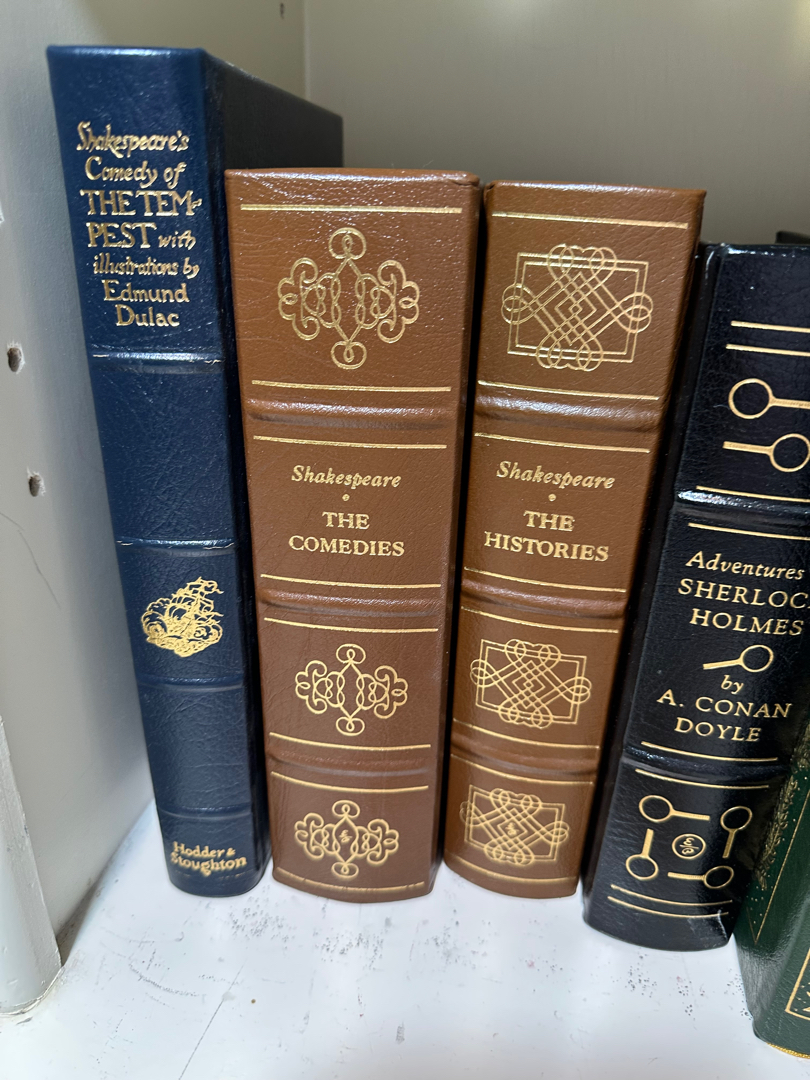 Shakespeare's
Comedy of
THE TEM-
PEST with
illustrations by
Edmund
Dulac
Hodder &
Stoughton
Shakespeare
THE
COMEDIES
Shakespeare
THE
HISTORIES
Adventures
SHERLOC
HOLMES
by
A. CONAN
DOYLE